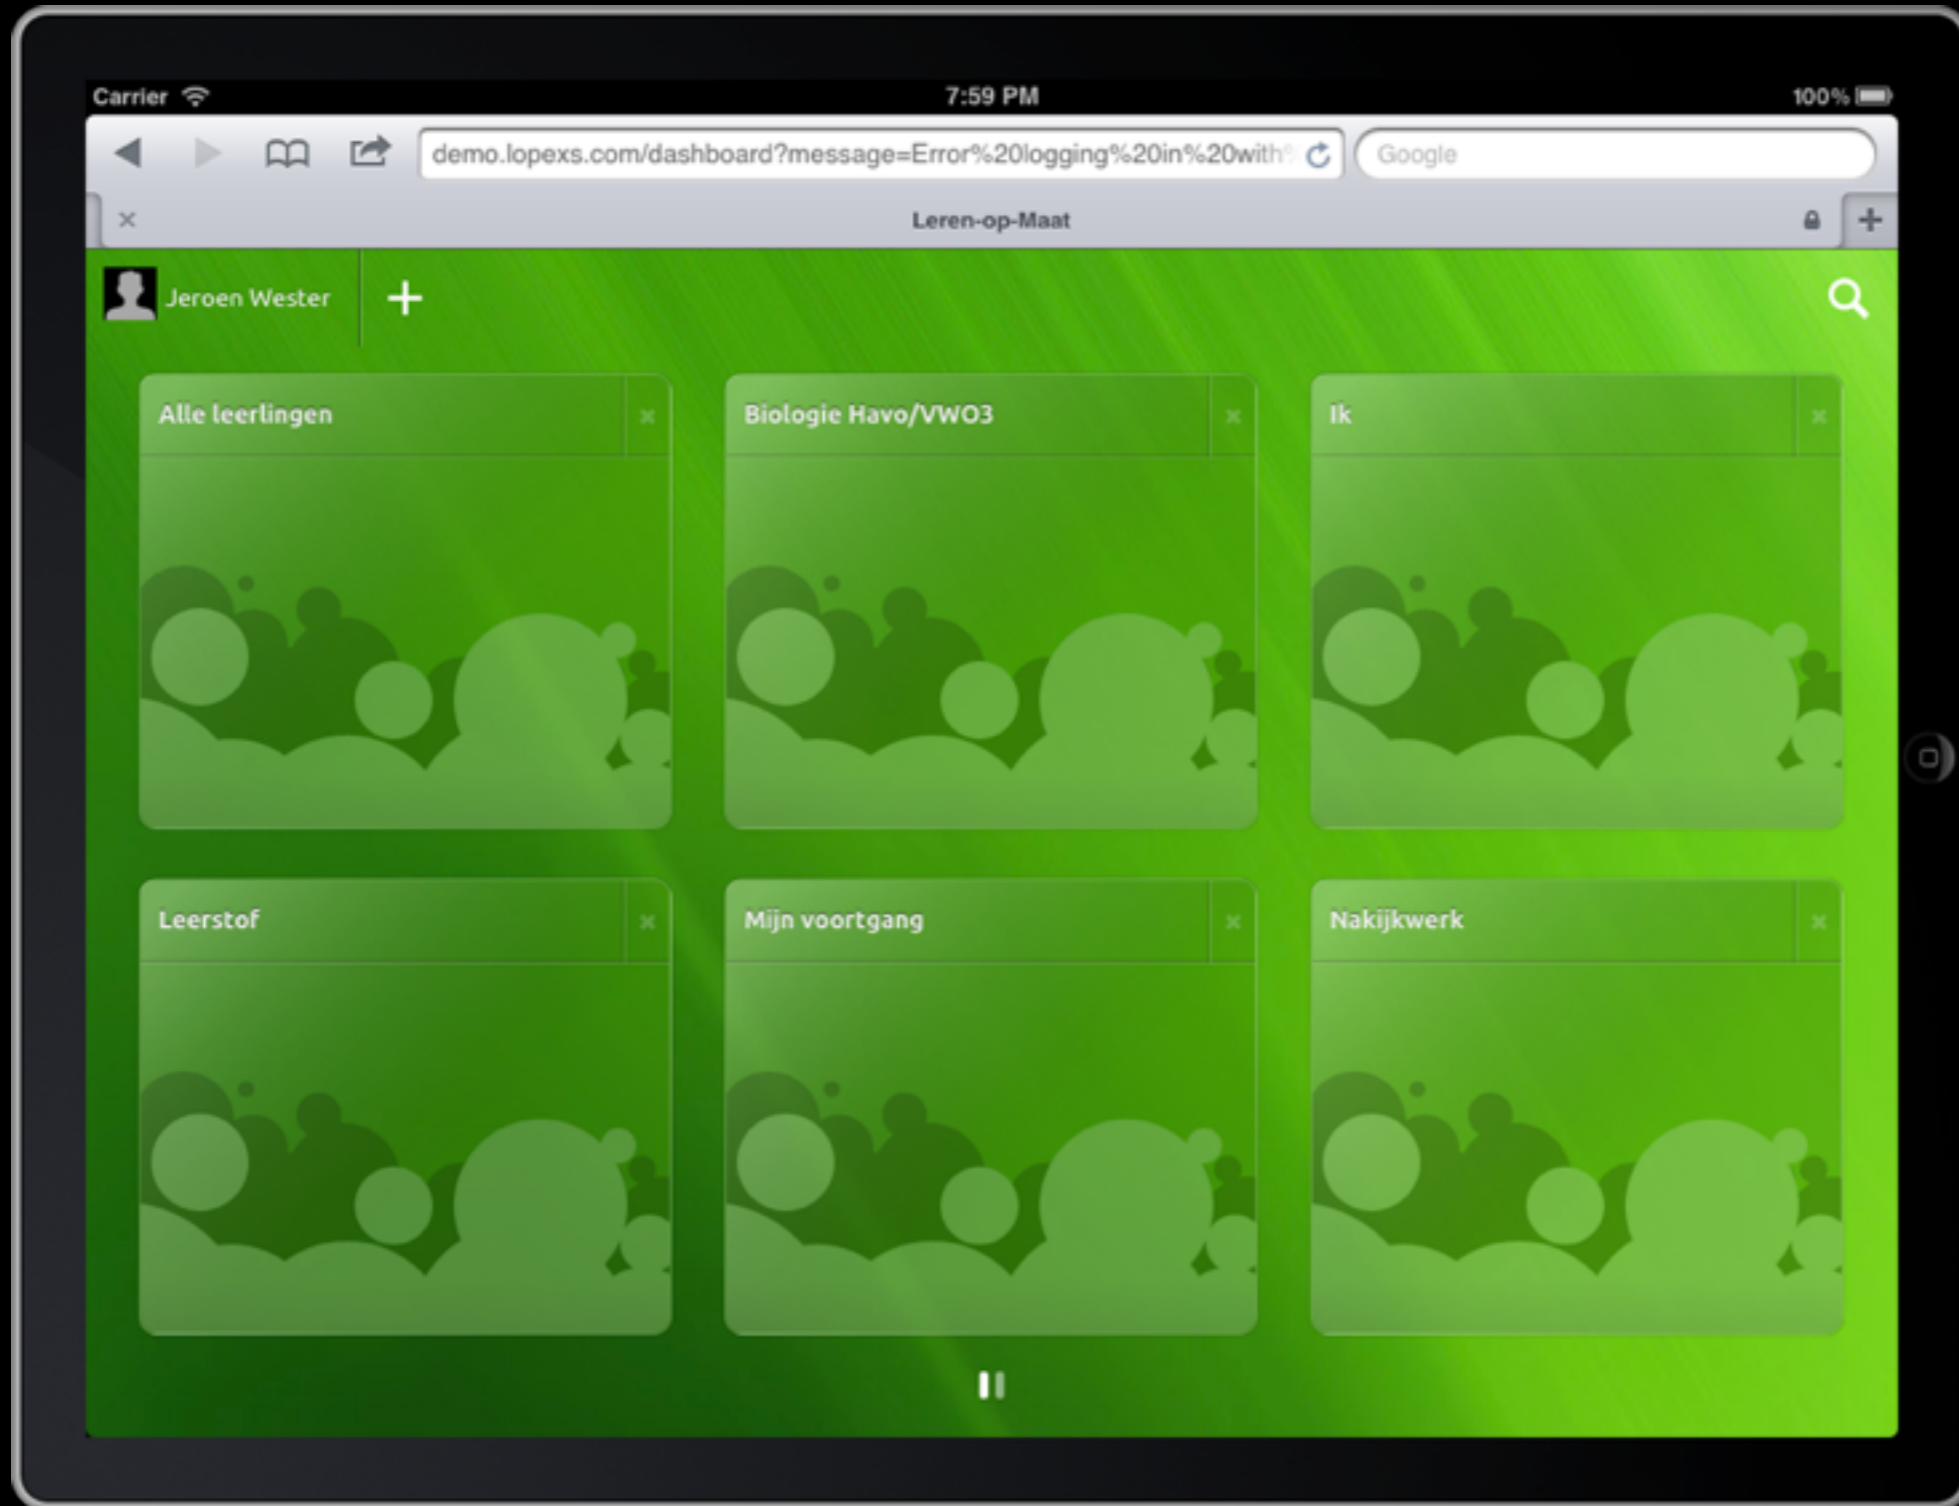 Carrier
7:59 PM
100%
demo.lopexs.com/dashboard?message=Error%20logging%20in%20with%
Google
Leren-op-Maat
Jeroen Wester
Alle leerlingen
Biologie Havo/VWO3
Ik
Leerstof
Mijn voortgang
Nakijkwerk